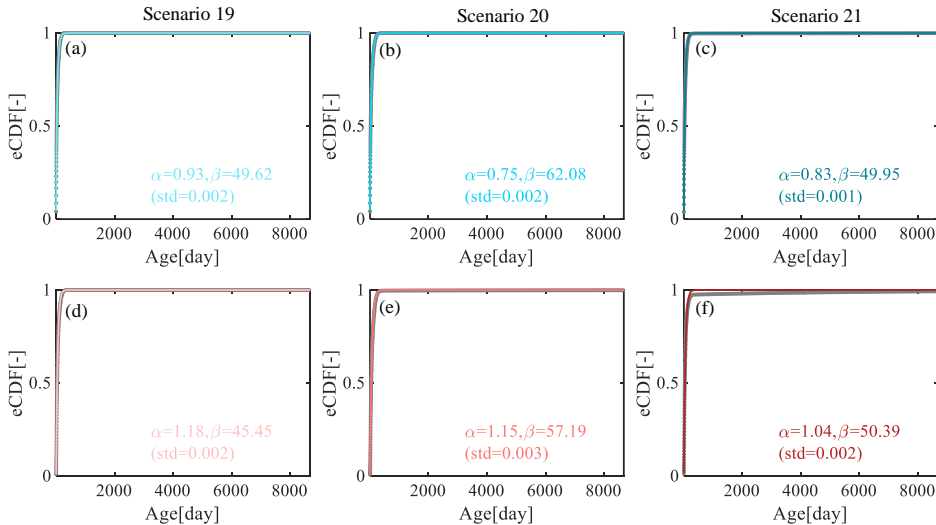 Scenario 19
Scenario 20
Scenario 21
(a)
1
0.5
0
eCDF[-]
α=0.93,β=49.62
(std=0.002)
2000 4000 6000 8000
Age[day]
(b)
1
0.5
0
eCDF[-]
α=0.75,β=62.08
(std=0.002)
2000 4000 6000 8000
Age[day]
(c)
1
0.5
0
eCDF[-]
α=0.83,β=49.95
(std=0.001)
2000 4000 6000 8000
Age[day]
(d)
1
0.5
0
eCDF[-]
α=1.18,β=45.45
(std=0.002)
2000 4000 6000 8000
Age[day]
(e)
1
0.5
0
eCDF[-]
α=1.15,β=57.19
(std=0.003)
2000 4000 6000 8000
Age[day]
(f)
1
0.5
0
eCDF[-]
α=1.04,β=50.39
(std=0.002)
2000 4000 6000 8000
Age[day]